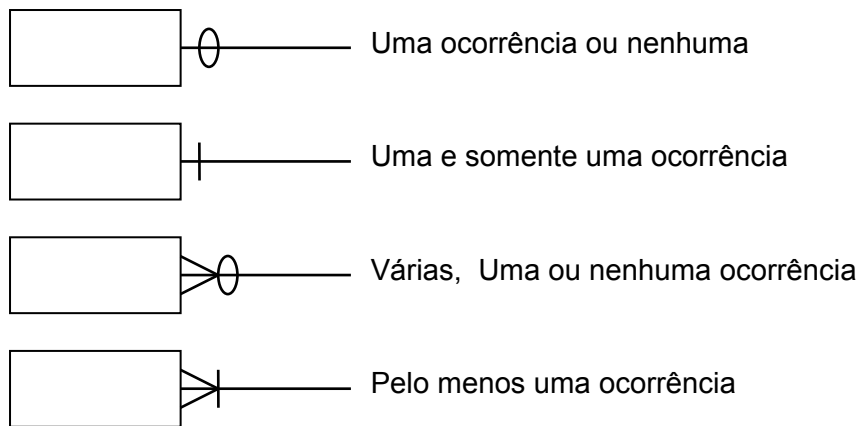 Uma ocorrência ou nenhuma
Uma e somente uma ocorrência
Várias, Uma ou nenhuma ocorrência
Pelo menos uma ocorrência